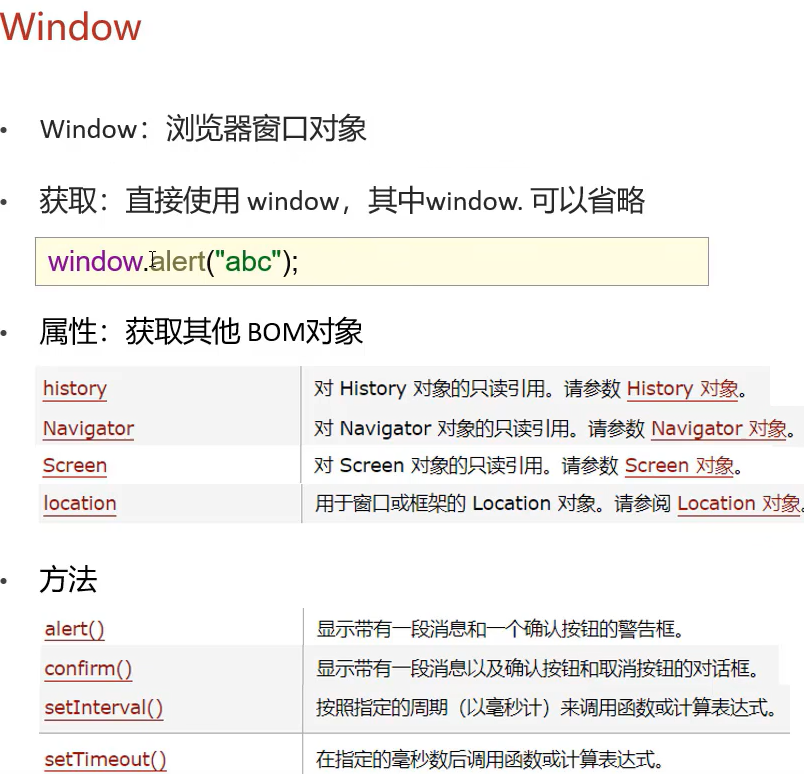 Window
• Window：浏览器窗口对象
• 获取：直接使用 window，其中window. 可以省略
window.alert("abc");
• 属性：获取其他 BOM对象
history 对 History 对象的只读引用。请参数 History 对象。
Navigator 对 Navigator 对象的只读引用。请参数 Navigator 对象。
Screen 对 Screen 对象的只读引用。请参数 Screen 对象。
location 用于窗口或框架的 Location 对象。请参阅 Location 对象。
• 方法
alert() 显示带有一段消息和一个确认按钮的警告框。
confirm() 显示带有一段消息以及确认按钮和取消按钮的对话框。
setInterval() 按照指定的周期（以毫秒计）来调用函数或计算表达式。
setTimeout() 在指定的毫秒数后调用函数或计算表达式。